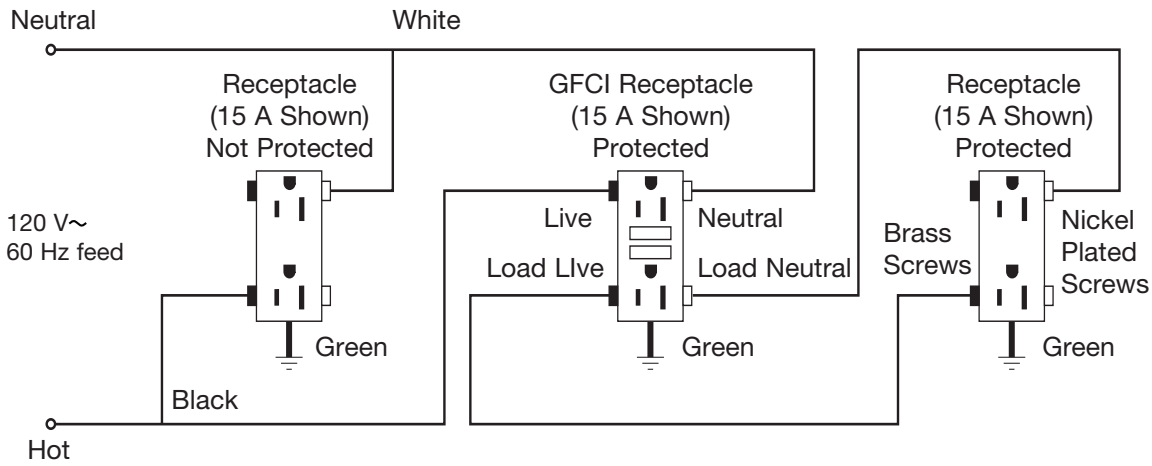 Neutral
White
Receptacle
(15 A Shown)
Not Protected
GFCI Receptacle
(15 A Shown)
Protected
Receptacle
(15 A Shown)
Protected
120 V~
60 Hz feed
Live
Neutral
Load LIve
Load Neutral
Brass
Screws
Nickel
Plated
Screws
Green
Green
Green
Black
Hot